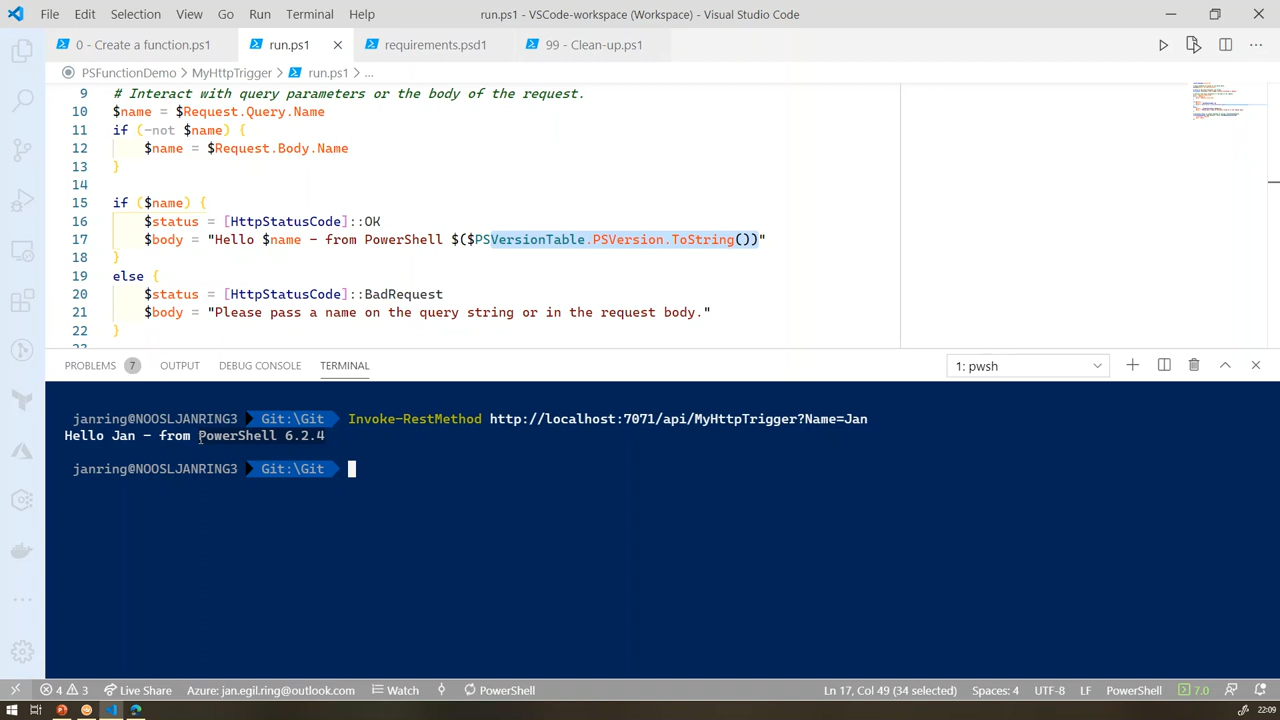 File Edit Selection View Go Run Terminal Help run.ps1 - VSCode-workspace (Workspace) - Visual Studio Code
0 - Create a function.ps1 run.ps1 requirements.psd1 99 - Clean-up.ps1
PSFunctionDemo > MyHttpTrigger > run.ps1 > ...
9 # Interact with query parameters or the body of the request.
10 $name = $Request.Query.Name
11 if (-not $name) {
12 $name = $Request.Body.Name
13 }
14
15 if ($name) {
16 $status = [HttpStatusCode]::OK
17 $body = "Hello $name - from PowerShell $($PSVersionTable.PSVersion.ToString())"
18 }
19 else {
20 $status = [HttpStatusCode]::BadRequest
21 $body = "Please pass a name on the query string or in the request body."
22 }
23
PROBLEMS 7 OUTPUT DEBUG CONSOLE TERMINAL 1: pwsh
janring@NOOSLJANRING3 Git:\Git Invoke-RestMethod http://localhost:7071/api/MyHttpTrigger?Name=Jan
Hello Jan - from PowerShell 6.2.4
janring@NOOSLJANRING3 Git:\Git
4 3 Live Share Azure: jan.egil.ring@outlook.com Watch PowerShell Ln 17, Col 49 (34 selected) Spaces: 4 UTF-8 LF PowerShell 7.0
22:09